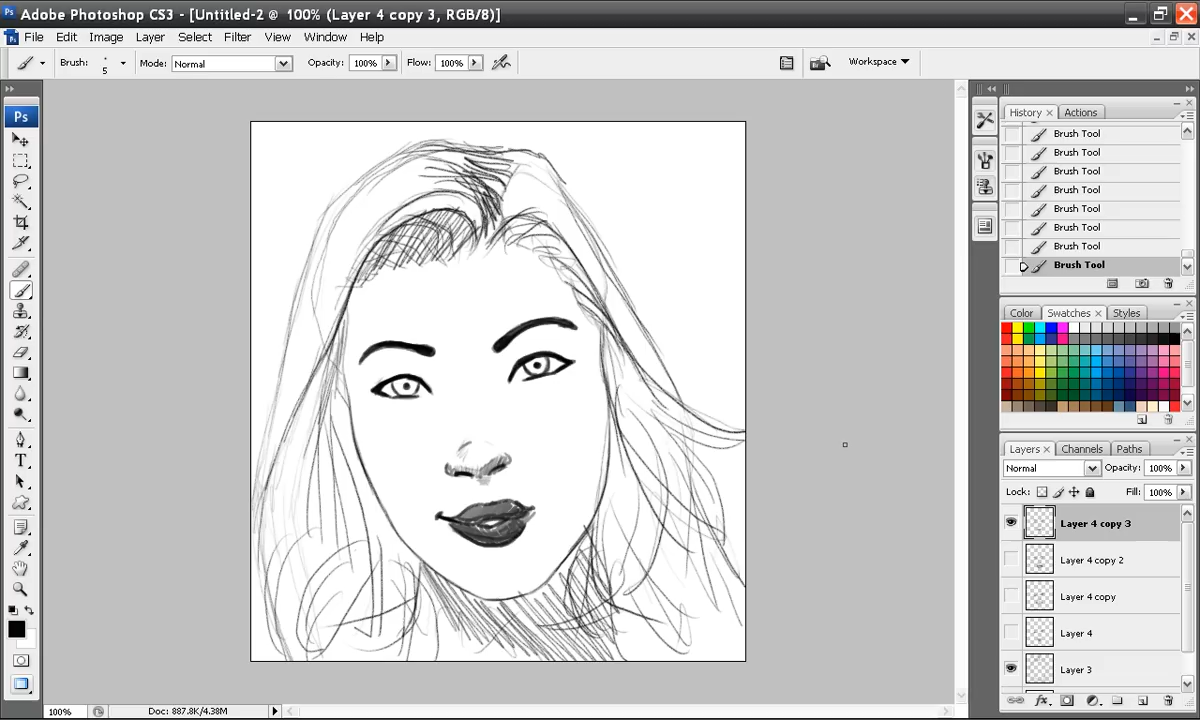 Adobe Photoshop CS3 - [Untitled-2 @ 100% (Layer 4 copy 3, RGB/8)]
File Edit Image Layer Select Filter View Window Help
Brush: 5 Mode: Normal Opacity: 100% Flow: 100% Workspace
Ps
History Actions
Brush Tool
Brush Tool
Brush Tool
Brush Tool
Brush Tool
Brush Tool
Brush Tool
Brush Tool
Color Swatches Styles
Layers Channels Paths
Normal Opacity: 100%
Lock: Fill: 100%
Layer 4 copy 3
Layer 4 copy 2
Layer 4 copy
Layer 4
Layer 3
100% Doc: 887.8K/4.38M